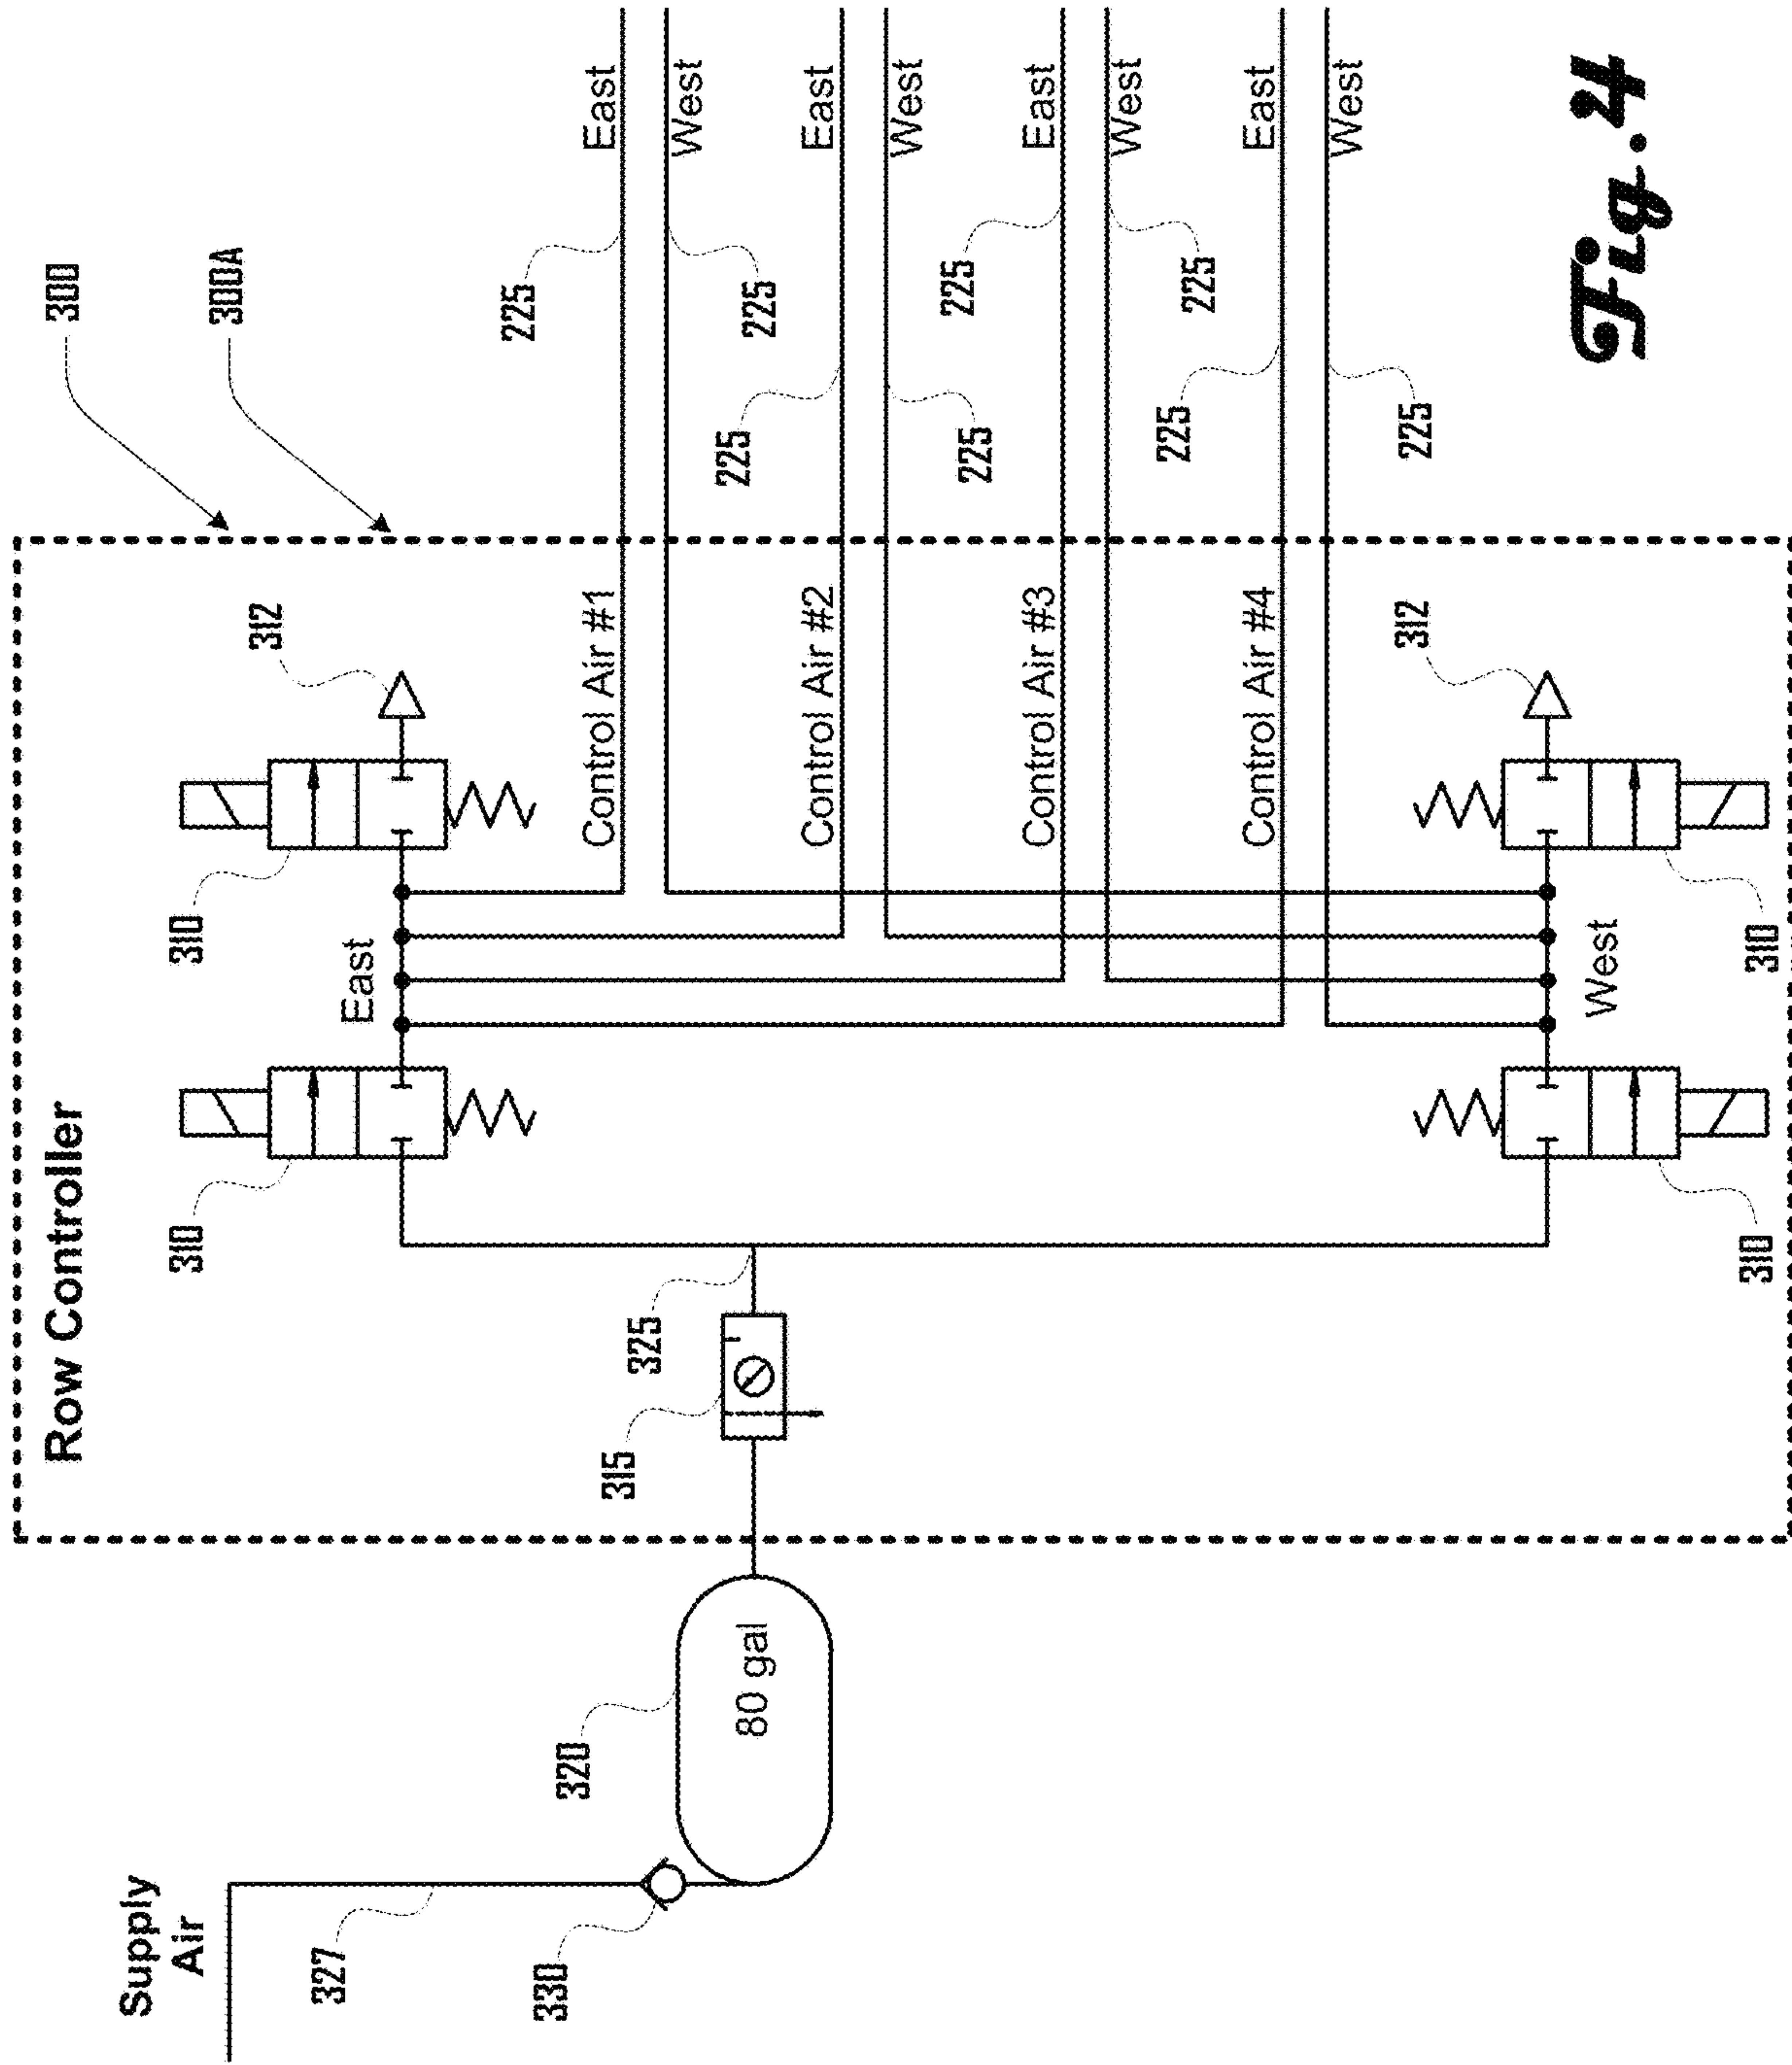 Row Controller
300
300A
Supply
Air
327
330
320
80 gal
315
325
310
310
East
312
Control Air #1
225
East
225
West
Control Air #2
225
East
225
West
Control Air #3
225
East
225
West
Control Air #4
225
East
225
West
312
West
310
310
Fig. 4